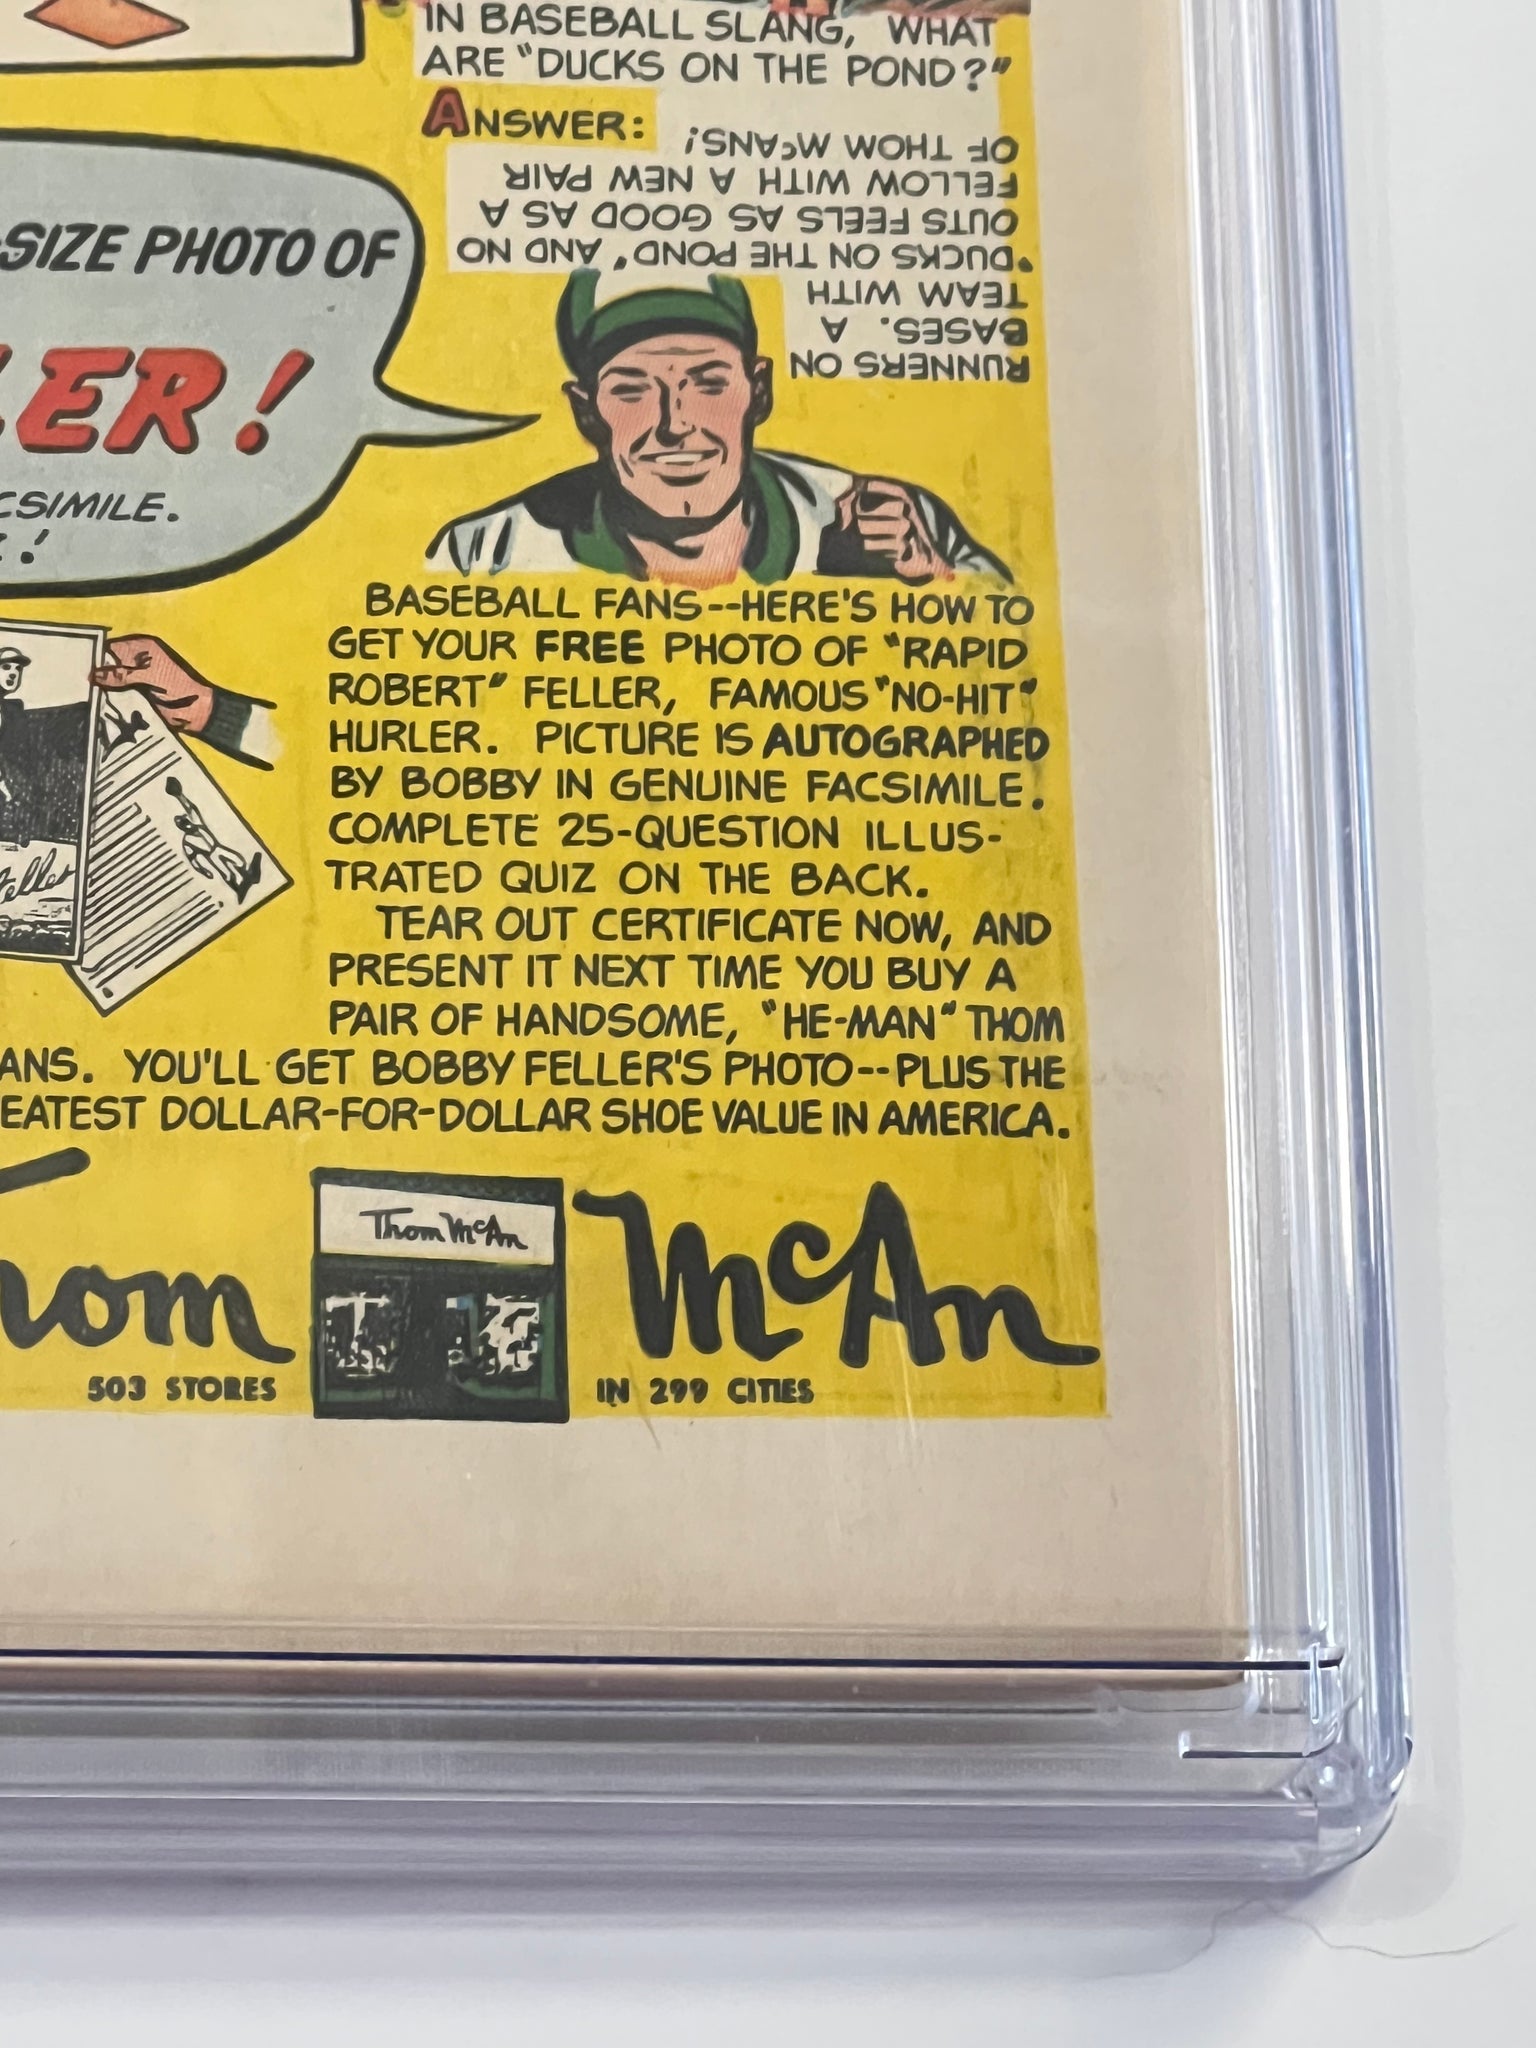 IN BASEBALL SLANG, WHAT
ARE "DUCKS ON THE POND?"
ANSWER:
RUNNERS ON
BASES. A
TEAM WITH
"DUCKS ON THE POND", AND NO
OUTS FEELS AS GOOD AS A
FELLOW WITH A NEW PAIR
OF THOM McANS!
-SIZE PHOTO OF
LER!
CSIMILE.
!
BASEBALL FANS--HERE'S HOW TO
GET YOUR FREE PHOTO OF "RAPID
ROBERT" FELLER, FAMOUS "NO-HIT"
HURLER. PICTURE IS AUTOGRAPHED
BY BOBBY IN GENUINE FACSIMILE.
COMPLETE 25-QUESTION ILLUS-
TRATED QUIZ ON THE BACK.
TEAR OUT CERTIFICATE NOW, AND
PRESENT IT NEXT TIME YOU BUY A
PAIR OF HANDSOME, "HE-MAN" THOM
ANS. YOU'LL GET BOBBY FELLER'S PHOTO--PLUS THE
EATEST DOLLAR-FOR-DOLLAR SHOE VALUE IN AMERICA.
eller
Thom McAn
hom McAn
503 STORES IN 299 CITIES